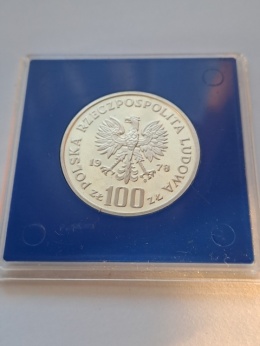 POLSKA RZECZPOSPOLITA LUDOWA
19 78
zł 100 zł